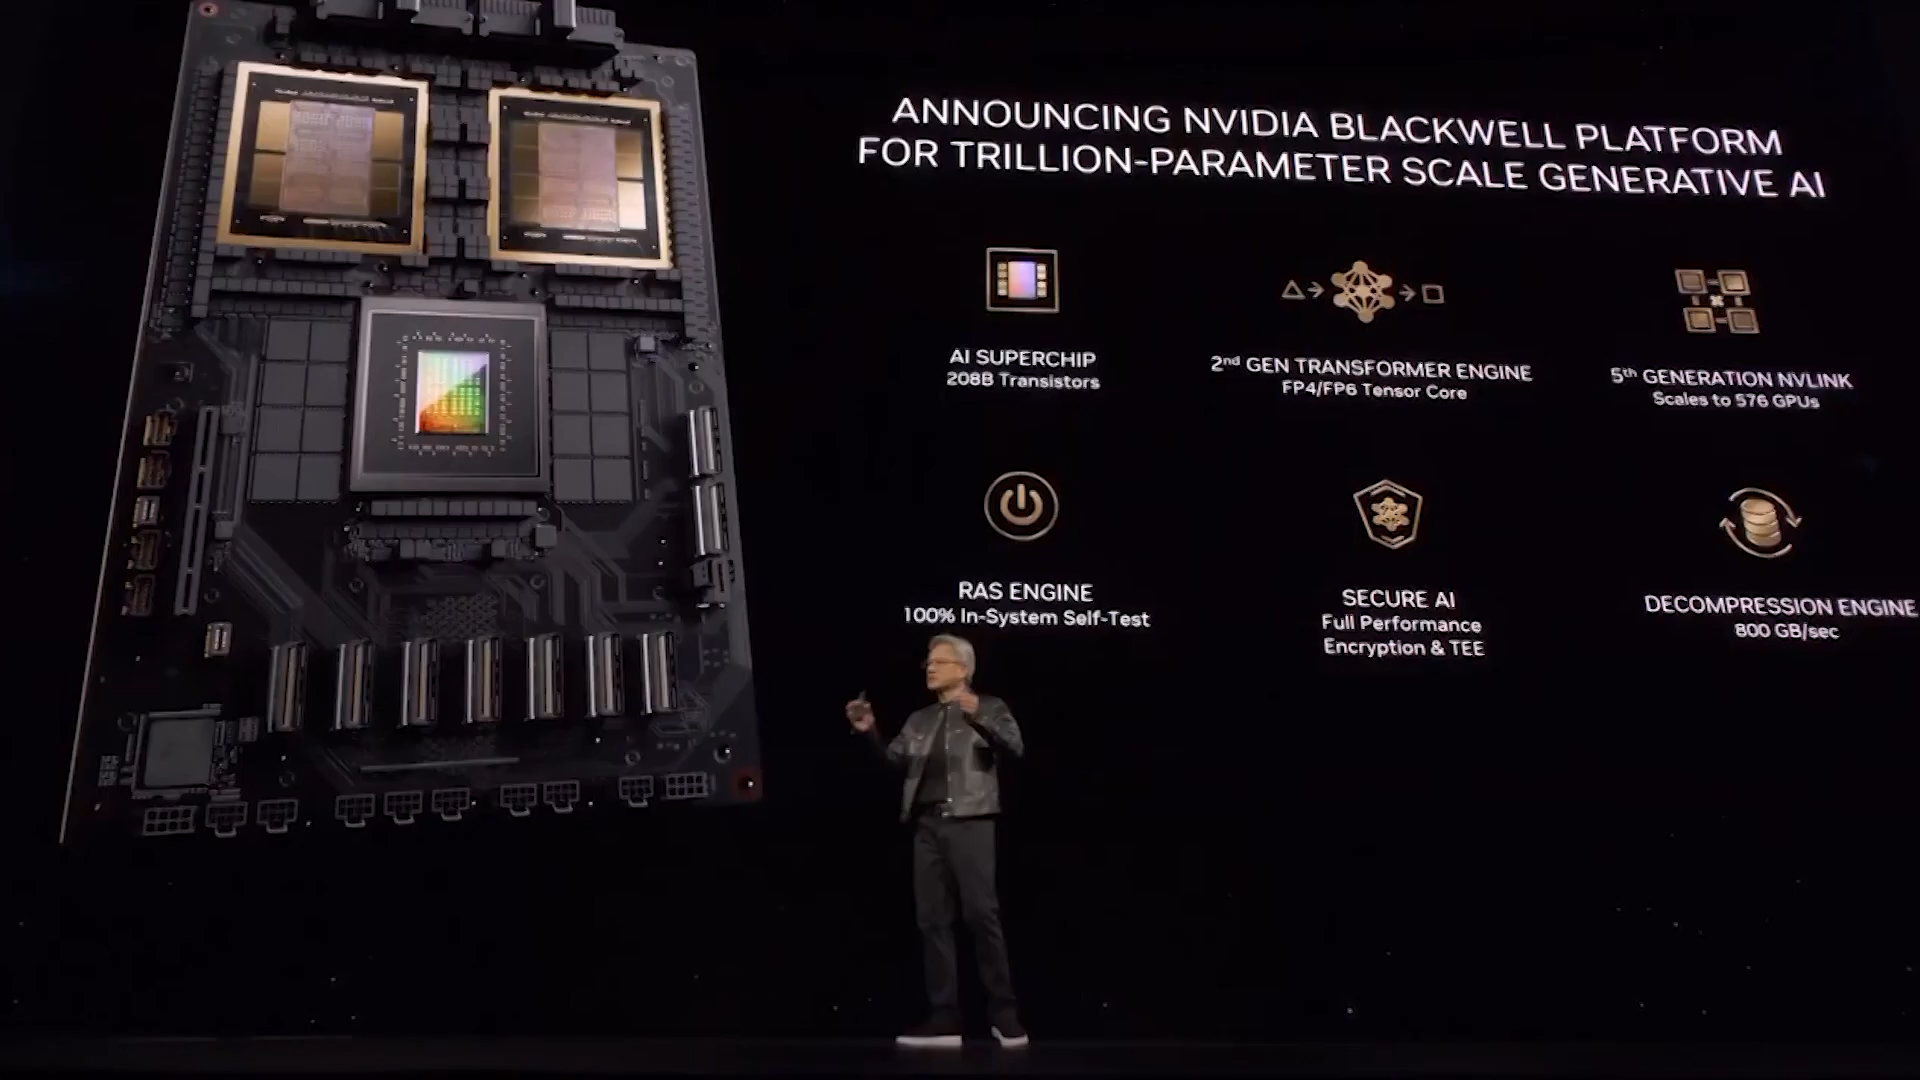 ANNOUNCING NVIDIA BLACKWELL PLATFORM
FOR TRILLION-PARAMETER SCALE GENERATIVE AI
AI SUPERCHIP
208B Transistors
2nd GEN TRANSFORMER ENGINE
FP4/FP6 Tensor Core
5th GENERATION NVLINK
Scales to 576 GPUs
RAS ENGINE
100% In-System Self-Test
SECURE AI
Full Performance
Encryption & TEE
DECOMPRESSION ENGINE
800 GB/sec